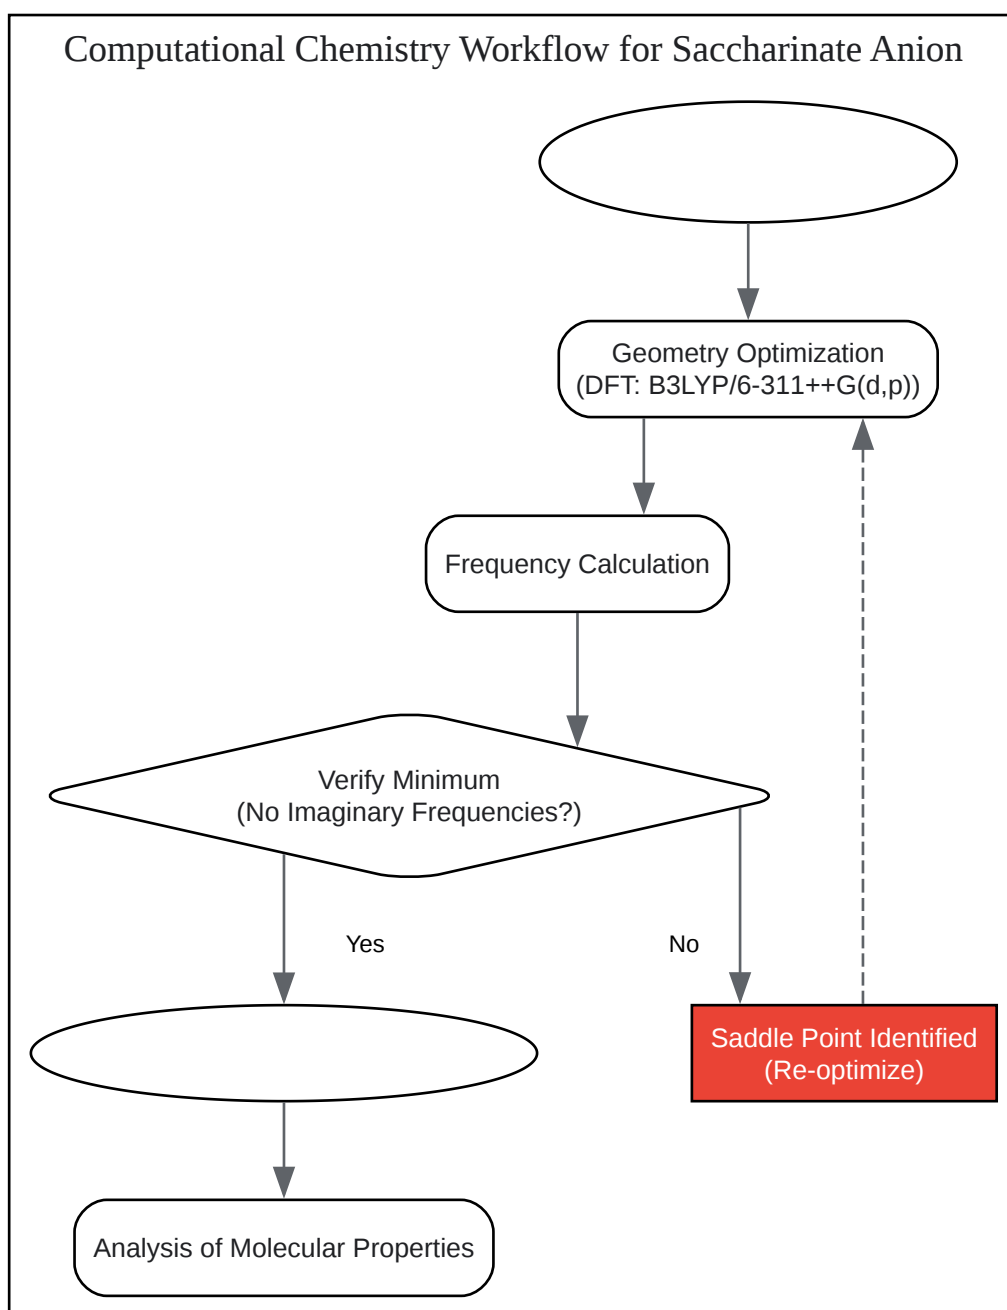 Computational Chemistry Workflow for Saccharinate Anion
Geometry Optimization
(DFT: B3LYP/6-311++G(d,p))
Frequency Calculation
Verify Minimum
(No Imaginary Frequencies?)
Yes
No
Saddle Point Identified
(Re-optimize)
Analysis of Molecular Properties